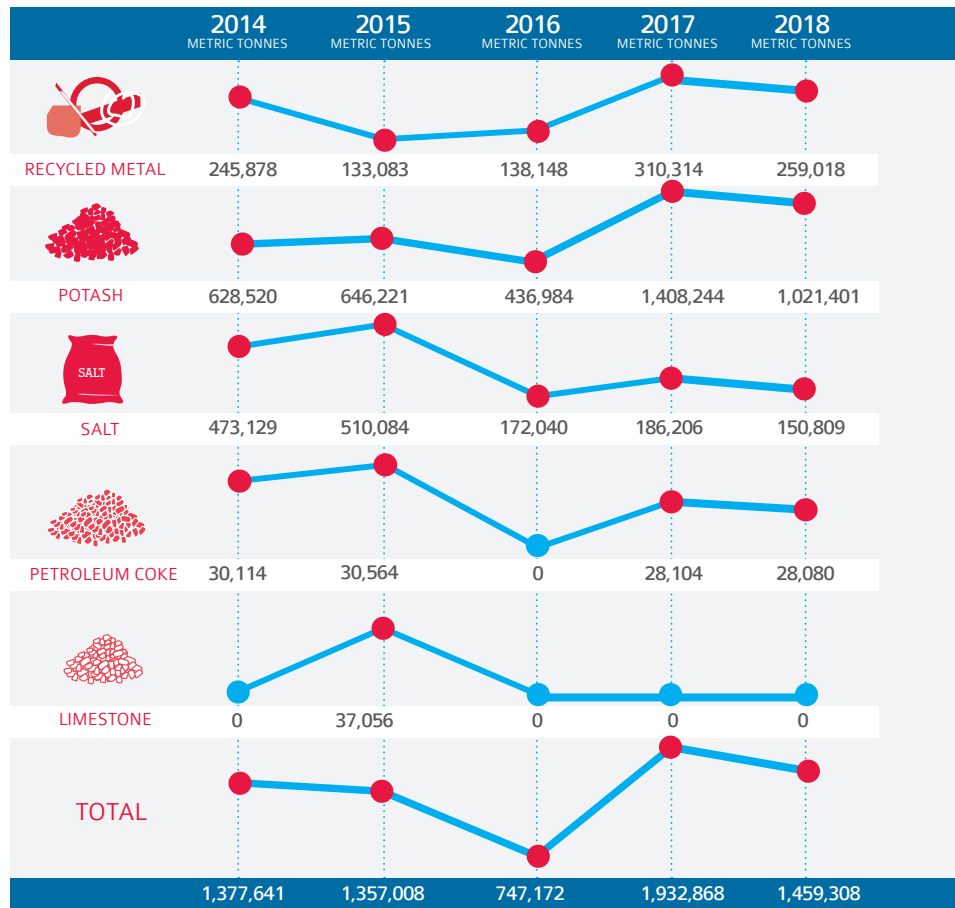 2014 2015 2016 2017 2018
METRIC TONNES METRIC TONNES METRIC TONNES METRIC TONNES METRIC TONNES
RECYCLED METAL 245,878 133,083 138,148 310,314 259,018
POTASH 628,520 646,221 436,984 1,408,244 1,021,401
SALT
SALT 473,129 510,084 172,040 186,206 150,809
PETROLEUM COKE 30,114 30,564 0 28,104 28,080
LIMESTONE 0 37,056 0 0 0
TOTAL
1,377,641 1,357,008 747,172 1,932,868 1,459,308